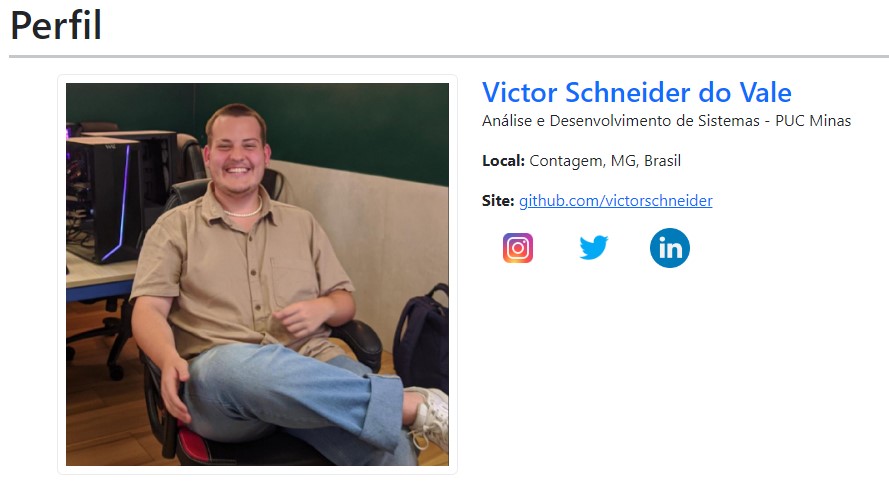 Perfil
Victor Schneider do Vale
Análise e Desenvolvimento de Sistemas - PUC Minas
Local: Contagem, MG, Brasil
Site: github.com/victorschneider
in